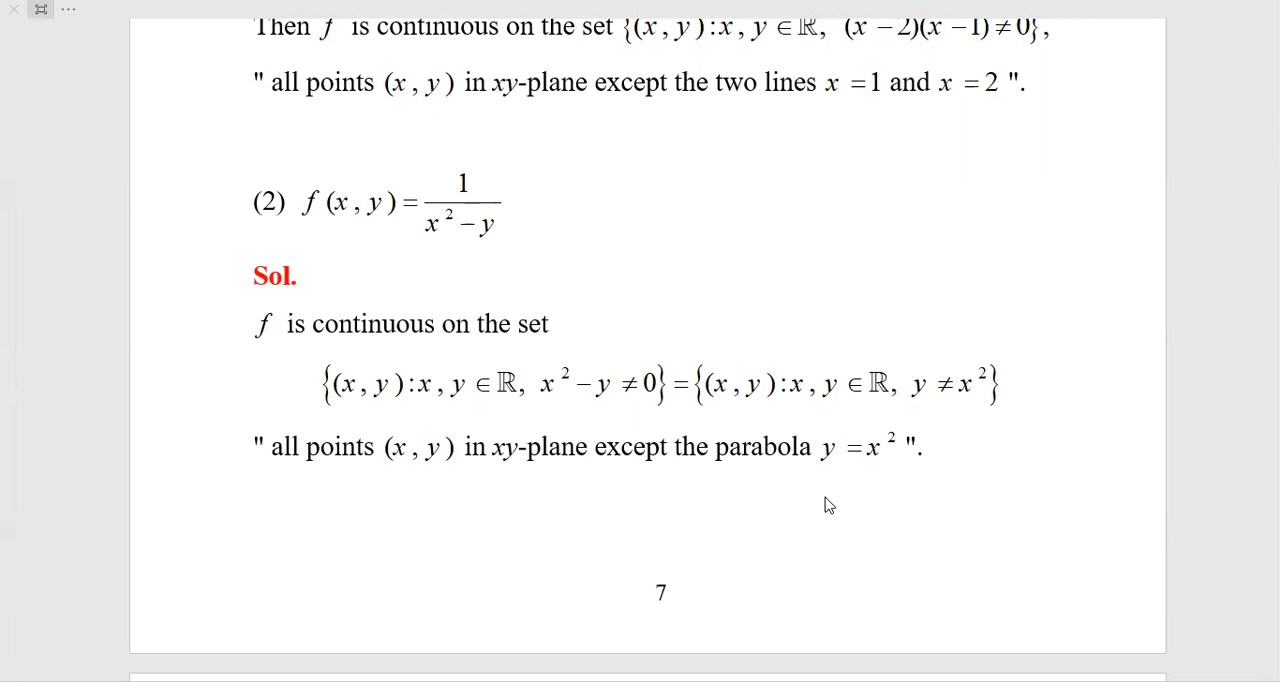 Then f is continuous on the set {(x, y):x, y ∈ ℝ, (x − 2)(x − 1) ≠ 0},
" all points (x, y) in xy-plane except the two lines x = 1 and x = 2 ".
(2) f (x, y) = 1 / (x² − y)
Sol.
f is continuous on the set
{(x, y):x, y ∈ ℝ, x² − y ≠ 0} = {(x, y):x, y ∈ ℝ, y ≠ x²}
" all points (x, y) in xy-plane except the parabola y = x² ".
7